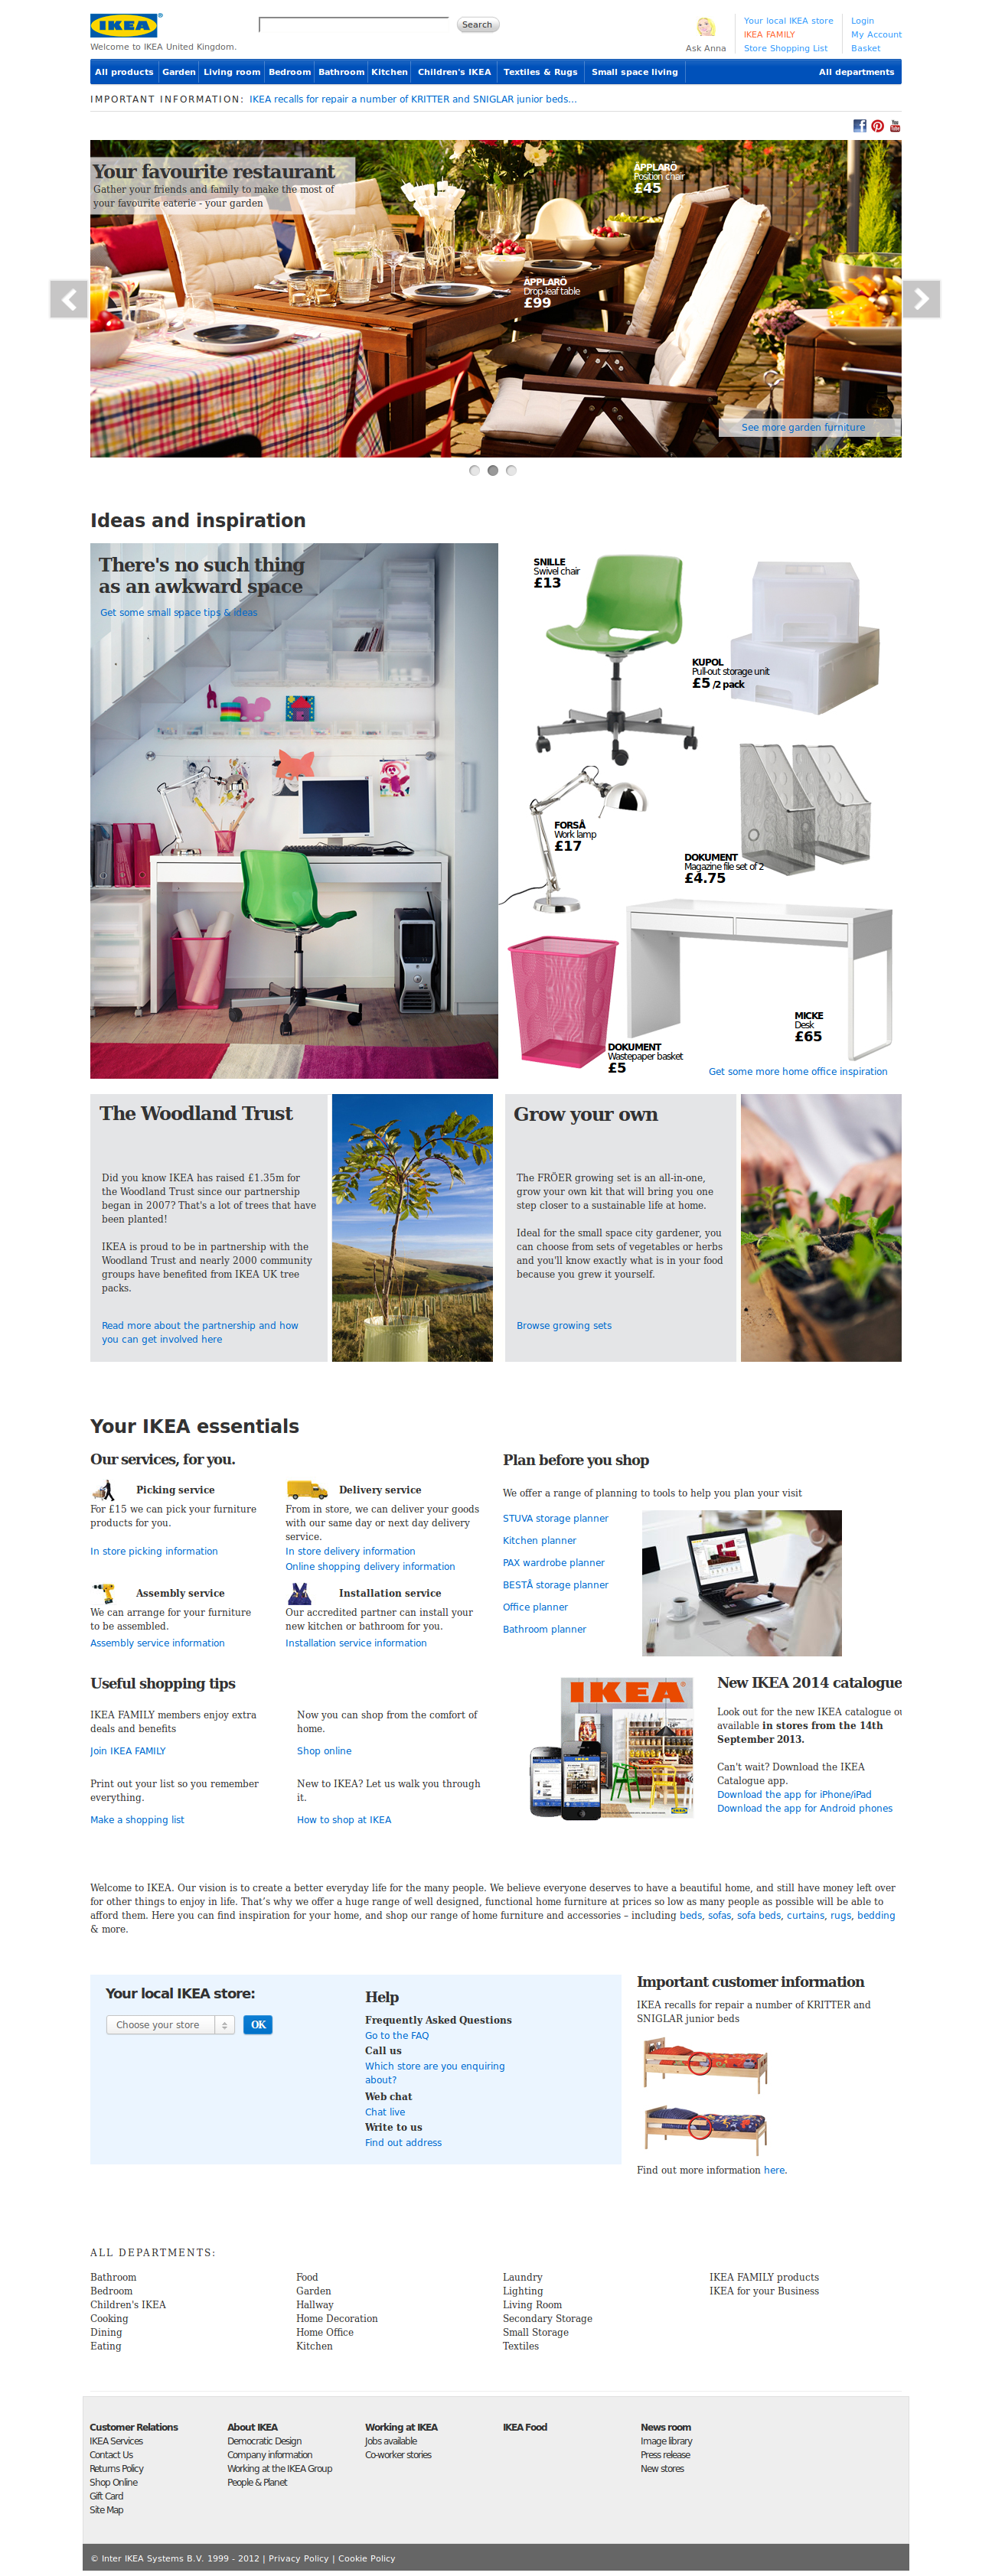 IKEA®
Search
Your local IKEA store
Login
IKEA FAMILY
My Account
Welcome to IKEA United Kingdom.
Ask Anna
Store Shopping List
Basket
All products
Garden
Living room
Bedroom
Bathroom
Kitchen
Children's IKEA
Textiles & Rugs
Small space living
All departments
IMPORTANT INFORMATION: IKEA recalls for repair a number of KRITTER and SNIGLAR junior beds...
Your favourite restaurant
Gather your friends and family to make the most of
your favourite eaterie - your garden
ÄPPLARÖ
Position chair
£45
ÄPPLARÖ
Drop-leaf table
£99
See more garden furniture
Ideas and inspiration
There's no such thing
as an awkward space
Get some small space tips & ideas
SNILLE
Swivel chair
£13
KUPOL
Pull-out storage unit
£5 /2 pack
FORSÅ
Work lamp
£17
DOKUMENT
Magazine file set of 2
£4.75
MICKE
Desk
£65
DOKUMENT
Wastepaper basket
£5
Get some more home office inspiration
The Woodland Trust
Did you know IKEA has raised £1.35m for
the Woodland Trust since our partnership
began in 2007? That's a lot of trees that have
been planted!
IKEA is proud to be in partnership with the
Woodland Trust and nearly 2000 community
groups have benefited from IKEA UK tree
packs.
Read more about the partnership and how
you can get involved here
Grow your own
The FRÖER growing set is an all-in-one,
grow your own kit that will bring you one
step closer to a sustainable life at home.
Ideal for the small space city gardener, you
can choose from sets of vegetables or herbs
and you'll know exactly what is in your food
because you grew it yourself.
Browse growing sets
Your IKEA essentials
Our services, for you.
Picking service
For £15 we can pick your furniture
products for you.
In store picking information
Delivery service
From in store, we can deliver your goods
with our same day or next day delivery
service.
In store delivery information
Online shopping delivery information
Assembly service
We can arrange for your furniture
to be assembled.
Assembly service information
Installation service
Our accredited partner can install your
new kitchen or bathroom for you.
Installation service information
Plan before you shop
We offer a range of planning to tools to help you plan your visit
STUVA storage planner
Kitchen planner
PAX wardrobe planner
BESTÅ storage planner
Office planner
Bathroom planner
Useful shopping tips
IKEA FAMILY members enjoy extra
deals and benefits
Join IKEA FAMILY
Now you can shop from the comfort of
home.
Shop online
Print out your list so you remember
everything.
Make a shopping list
New to IKEA? Let us walk you through
it.
How to shop at IKEA
IKEA®
New IKEA 2014 catalogue
Look out for the new IKEA catalogue ou
available in stores from the 14th
September 2013.
Can't wait? Download the IKEA
Catalogue app.
Download the app for iPhone/iPad
Download the app for Android phones
Welcome to IKEA. Our vision is to create a better everyday life for the many people. We believe everyone deserves to have a beautiful home, and still have money left over
for other things to enjoy in life. That's why we offer a huge range of well designed, functional home furniture at prices so low as many people as possible will be able to
afford them. Here you can find inspiration for your home, and shop our range of home furniture and accessories – including beds, sofas, sofa beds, curtains, rugs, bedding
& more.
Your local IKEA store:
Choose your store
OK
Help
Frequently Asked Questions
Go to the FAQ
Call us
Which store are you enquiring
about?
Web chat
Chat live
Write to us
Find out address
Important customer information
IKEA recalls for repair a number of KRITTER and
SNIGLAR junior beds
Find out more information here.
ALL DEPARTMENTS:
Bathroom
Bedroom
Children's IKEA
Cooking
Dining
Eating
Food
Garden
Hallway
Home Decoration
Home Office
Kitchen
Laundry
Lighting
Living Room
Secondary Storage
Small Storage
Textiles
IKEA FAMILY products
IKEA for your Business
Customer Relations
IKEA Services
Contact Us
Returns Policy
Shop Online
Gift Card
Site Map
About IKEA
Democratic Design
Company information
Working at the IKEA Group
People & Planet
Working at IKEA
Jobs available
Co-worker stories
IKEA Food
News room
Image library
Press release
New stores
© Inter IKEA Systems B.V. 1999 - 2012 | Privacy Policy | Cookie Policy